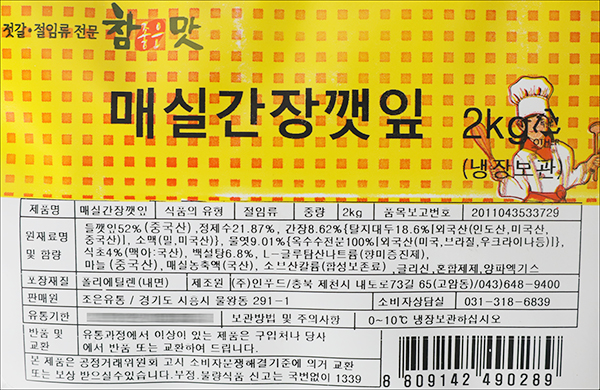 젓갈·절임류 전문 참 좋은 맛
매실간장깻잎 2kg
(냉장보관)
제품명 매실간장깻잎 식품의 유형 절임류 중량 2kg 품목보고번호 2011043533729
원재료명 및 함량 들깻잎52%(중국산),정제수21.87%, 간장8.62%{탈지대두18.6%[외국산(인도산,미국산,
중국산)], 소맥(밀,미국산)}, 물엿9.01%{옥수수전분100%[외국산(미국,브라질,우크라이나등)]},
식초4%(맥아:국산), 백설탕6.8%, L-글루탐산나트륨(향미증진제),
마늘(중국산), 매실농축액(국산), 소브산칼륨(합성보존료), 글리신,혼합제제,양파엑기스
포장재질 폴리에틸렌(내면) 제조원 (주)인우드/충북 제천시 내토로73길 65(고암동)/043)648-9400
판매원 조은유통 / 경기도 시흥시 물왕동 291-1 소비자상담실 031-318-6839
유통기한 보관방법 및 주의사항 0~10℃ 냉장보관하십시오
반품 및 교환 유통과정에서 이상이 있는 제품은 구입처나 당사
에서 반품 또는 교환하여 드립니다.
본 제품은 공정거래위원회 고시 소비자분쟁해결기준에 의거 교환
또는 보상 받으실수있습니다.부정.불량식품 신고는 국번없이 1339
8 809142 490289